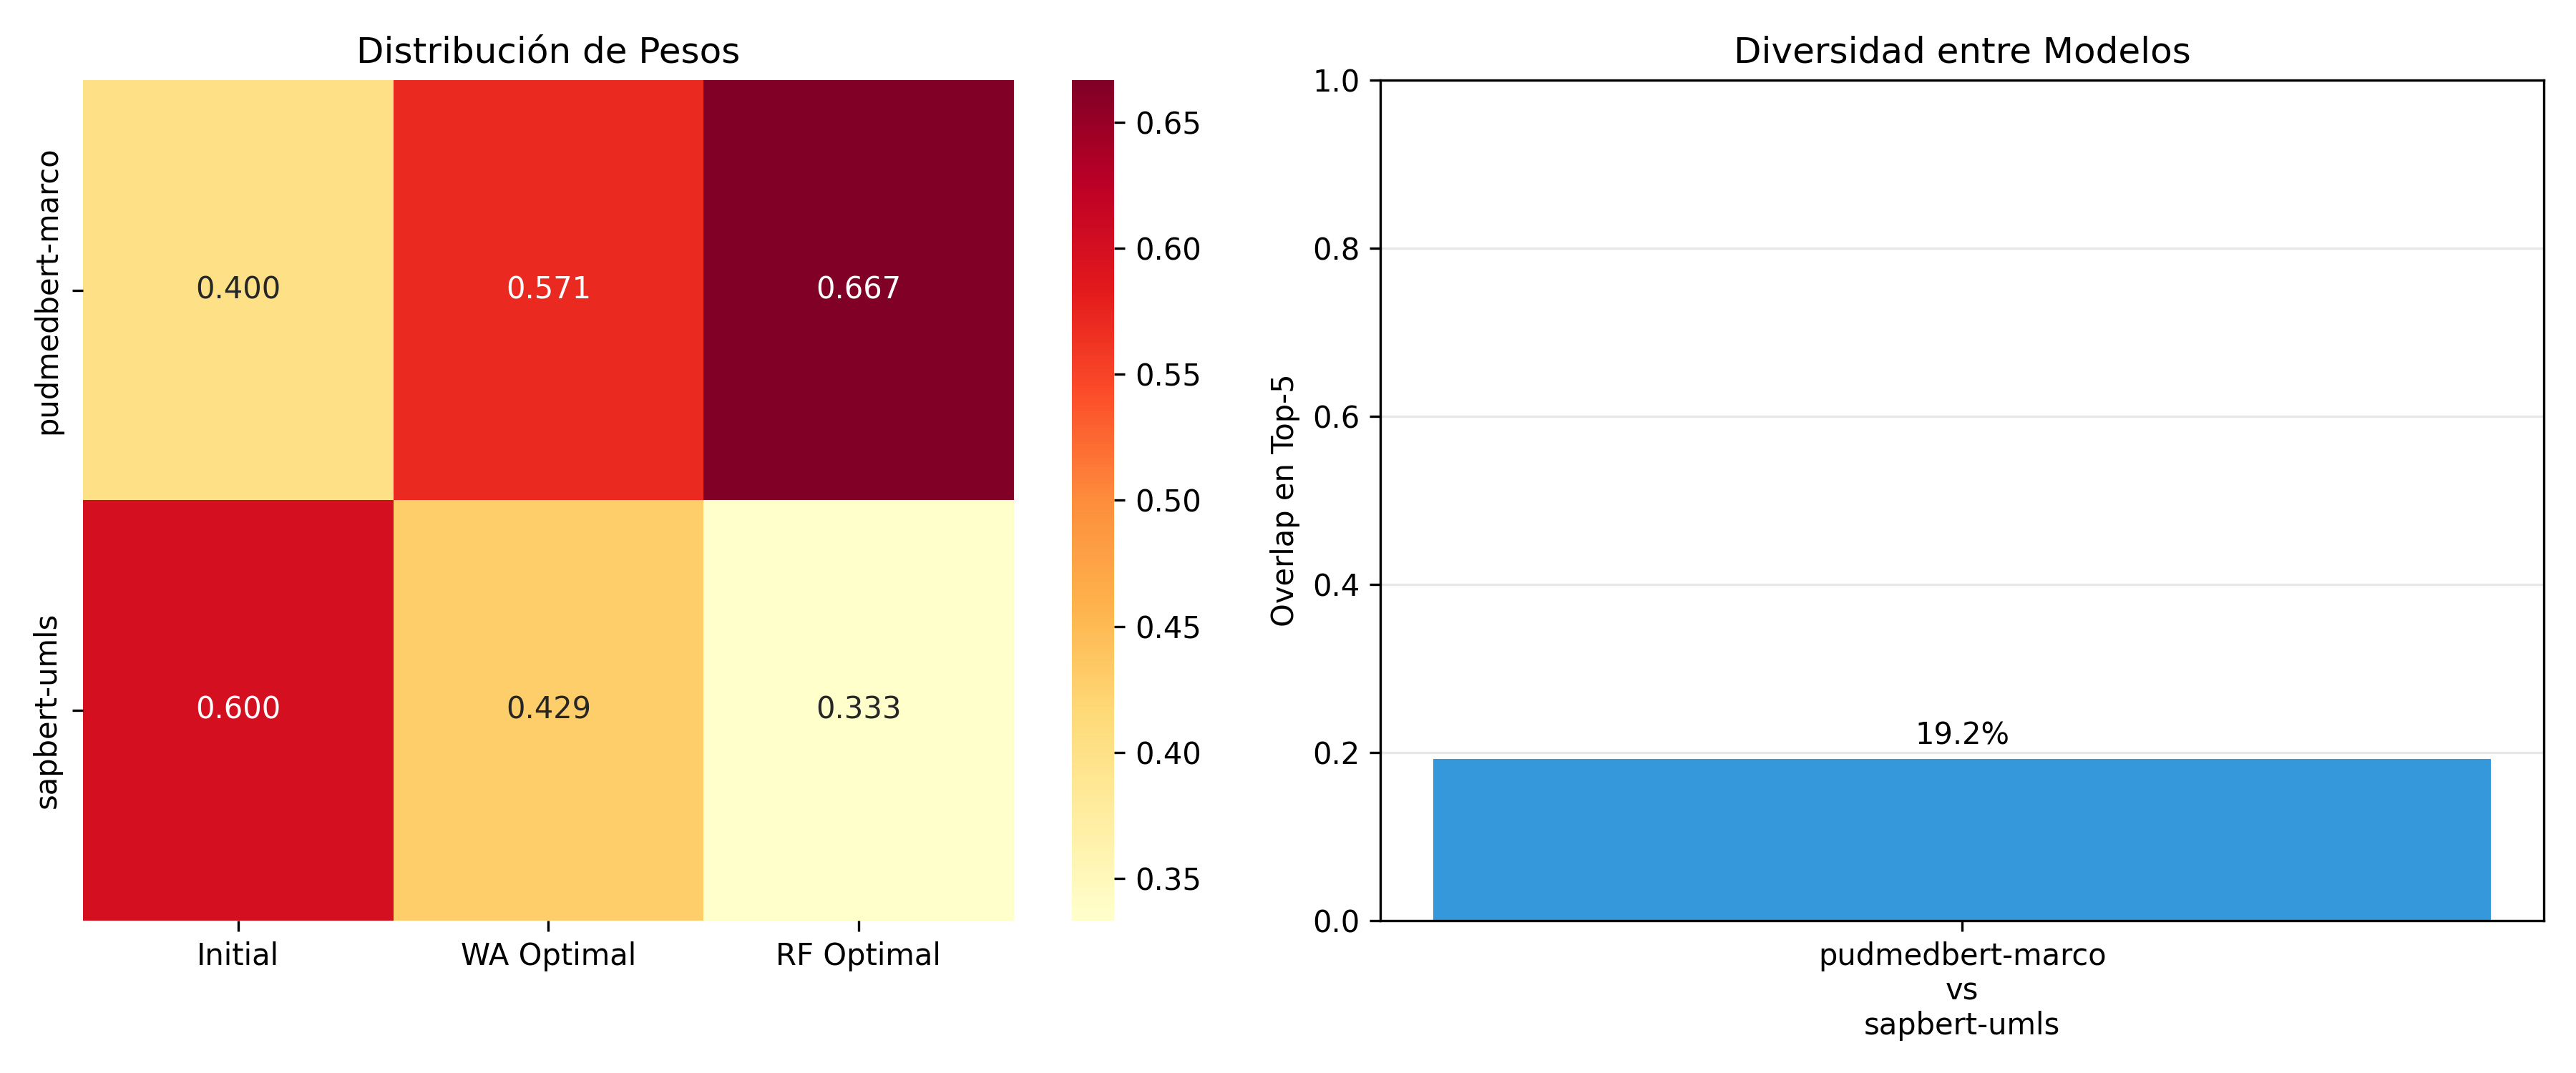 Distribución de Pesos
pudmedbert-marco
sapbert-umls
0.400
0.571
0.667
0.600
0.429
0.333
Initial
WA Optimal
RF Optimal
0.65
0.60
0.55
0.50
0.45
0.40
0.35
Diversidad entre Modelos
Overlap en Top-5
1.0
0.8
0.6
0.4
0.2
0.0
19.2%
pudmedbert-marco
vs
sapbert-umls